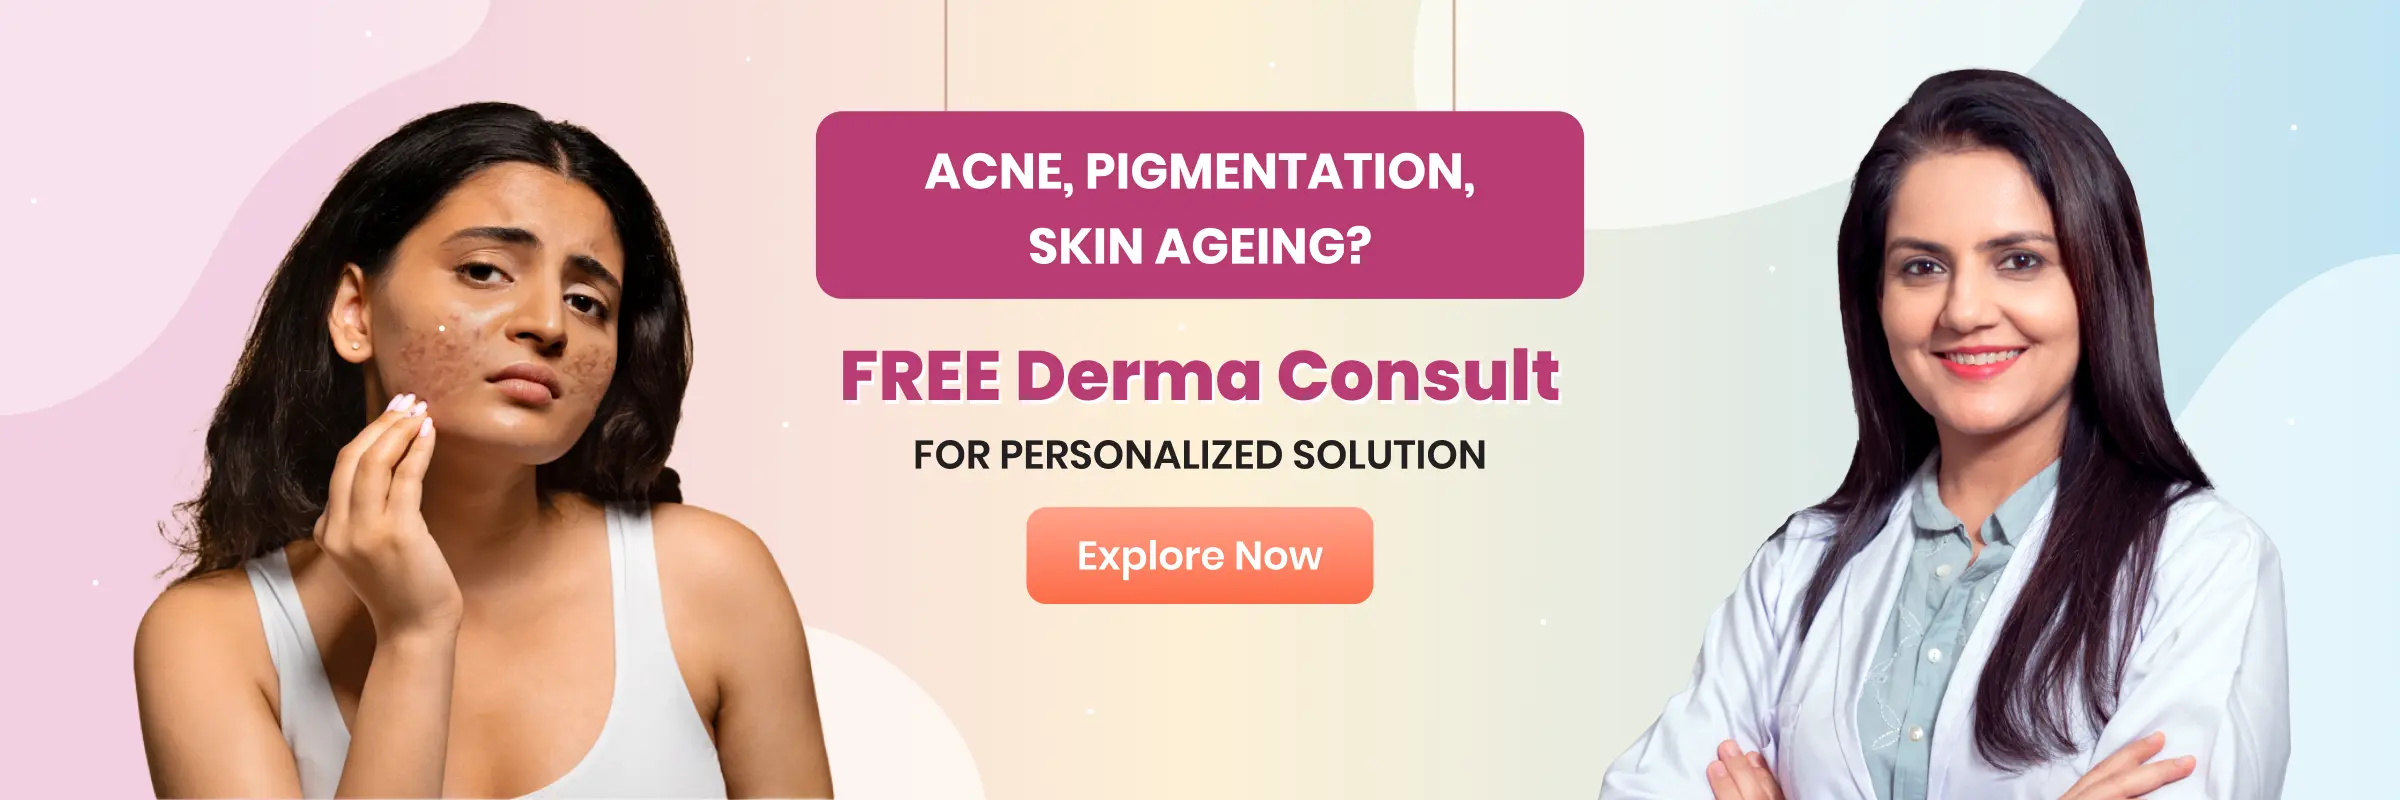 ACNE, PIGMENTATION,
SKIN AGEING?
FREE Derma Consult
FOR PERSONALIZED SOLUTION
Explore Now